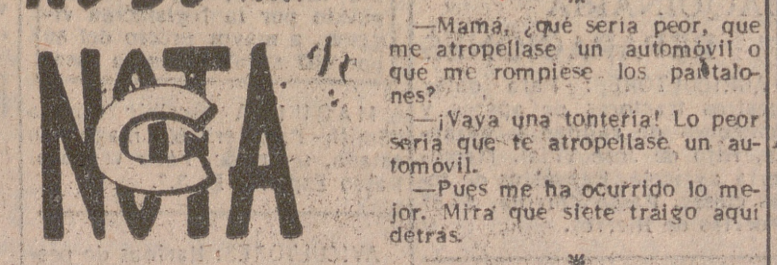 NOTA
C
—Mamá, ¿qué sería peor, que
me atropellase un automóvil o
que me rompiese los pantalo-
nes?
—¡Vaya una tontería! Lo peor
sería que te atropellase un au-
tomóvil.
—Pues me ha ocurrido lo me-
jor. Mira que siete traigo aquí
detrás.